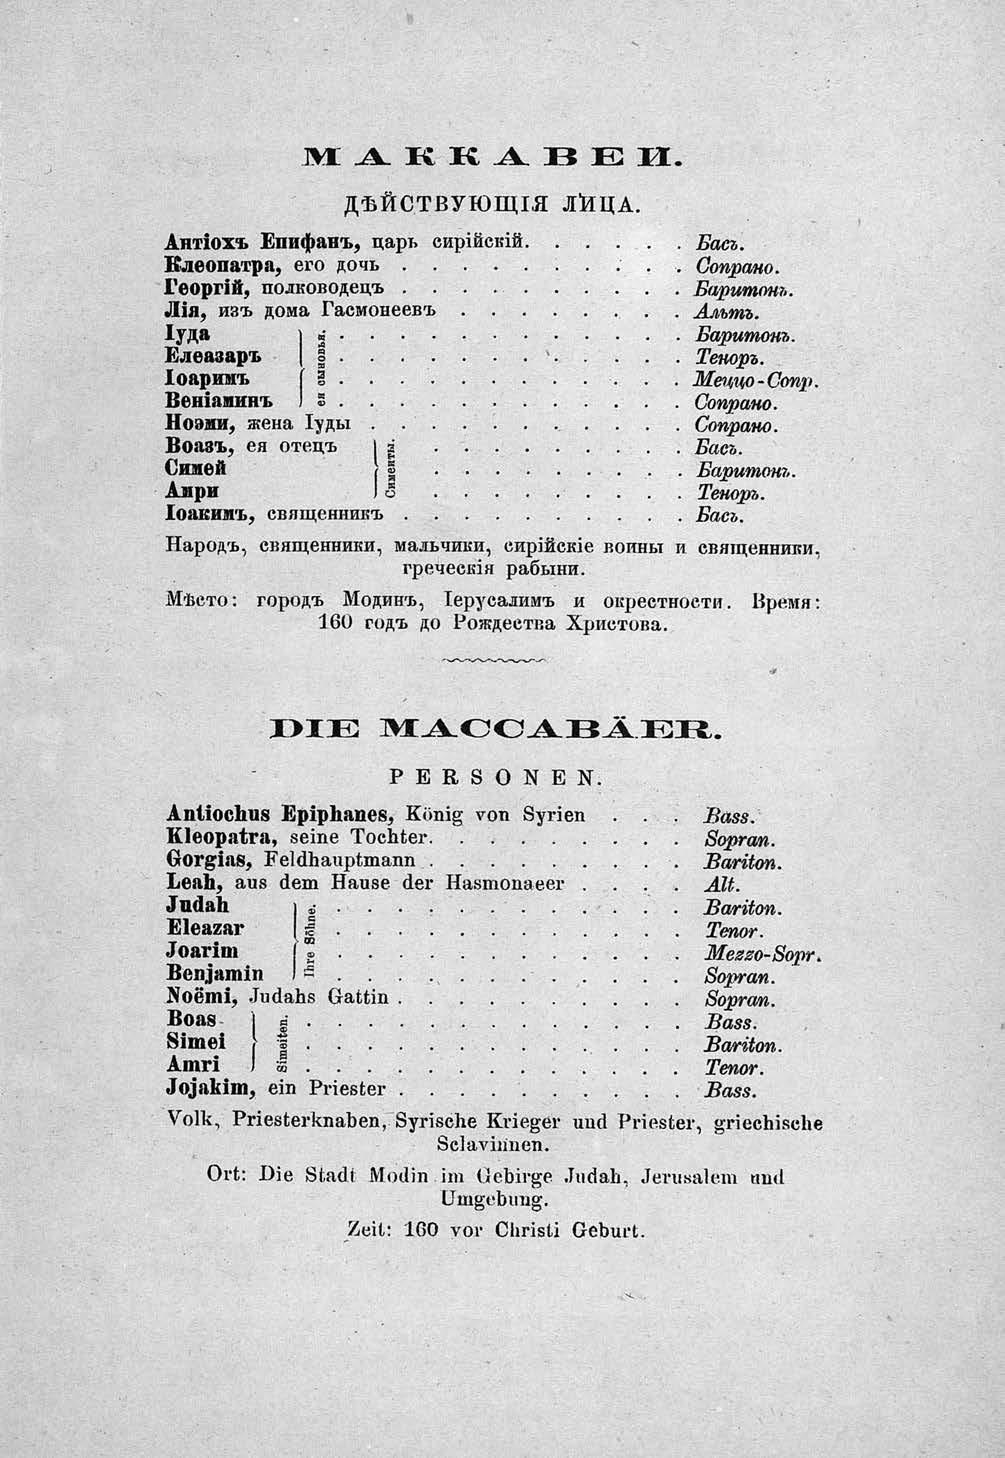 МАККАВЕИ.
ДѢЙСТВУЮЩІЯ ЛИЦА.
Антіохъ Епифанъ, царь сирійскій. . . . . . Басъ.
Клеопатра, его дочь . . . . . . . . . . Сопрано.
Георгій, полководецъ . . . . . . . . . . Баритонъ.
Лія, изъ дома Гасмонеевъ . . . . . . . . Альтъ.
Іуда . . . . . . . . . . . . Баритонъ.
Елеазаръ . . . . . . . . . . . . Теноръ.
Іоаримъ . . . . . . . . . . . . Меццо-Сопр.
Веніаминъ . . . . . . . . . . . . Сопрано.
ея сыновья.
Ноэми, жена Іуды . . . . . . . . . . . Сопрано.
Воазъ, ея отецъ . . . . . . . . . Басъ.
Симей . . . . . . . . . Баритонъ.
Амри . . . . . . . . . Теноръ.
Симеиты.
Іоакимъ, священникъ . . . . . . . . . . Басъ.
Народъ, священники, мальчики, сирійскіе воины и священники,
греческія рабыни.
Мѣсто: городъ Модинъ, Іерусалимъ и окрестности. Время:
160 годъ до Рождества Христова.
DIE MACCABÄER.
PERSONEN.
Antiochus Epiphanes, König von Syrien . . . Bass.
Kleopatra, seine Tochter. . . . . . . . . Sopran.
Gorgias, Feldhauptmann . . . . . . . . . Bariton.
Leah, aus dem Hause der Hasmonaeer . . . . Alt.
Judah . . . . . . . . . . . . Bariton.
Eleazar . . . . . . . . . . . . Tenor.
Joarim . . . . . . . . . . . . Mezzo-Sopr.
Benjamin . . . . . . . . . . . . Sopran.
Ihre Söhne.
Noëmi, Judahs Gattin . . . . . . . . . . Sopran.
Boas . . . . . . . . . . . . . Bass.
Simei . . . . . . . . . . . . . Bariton.
Amri . . . . . . . . . . . . . Tenor.
Simeiten.
Jojakim, ein Priester . . . . . . . . . . Bass.
Volk, Priesterknaben, Syrische Krieger und Priester, griechische
Sclavinnen.
Ort: Die Stadt Modin im Gebirge Judah, Jerusalem und
Umgebung.
Zeit: 160 vor Christi Geburt.